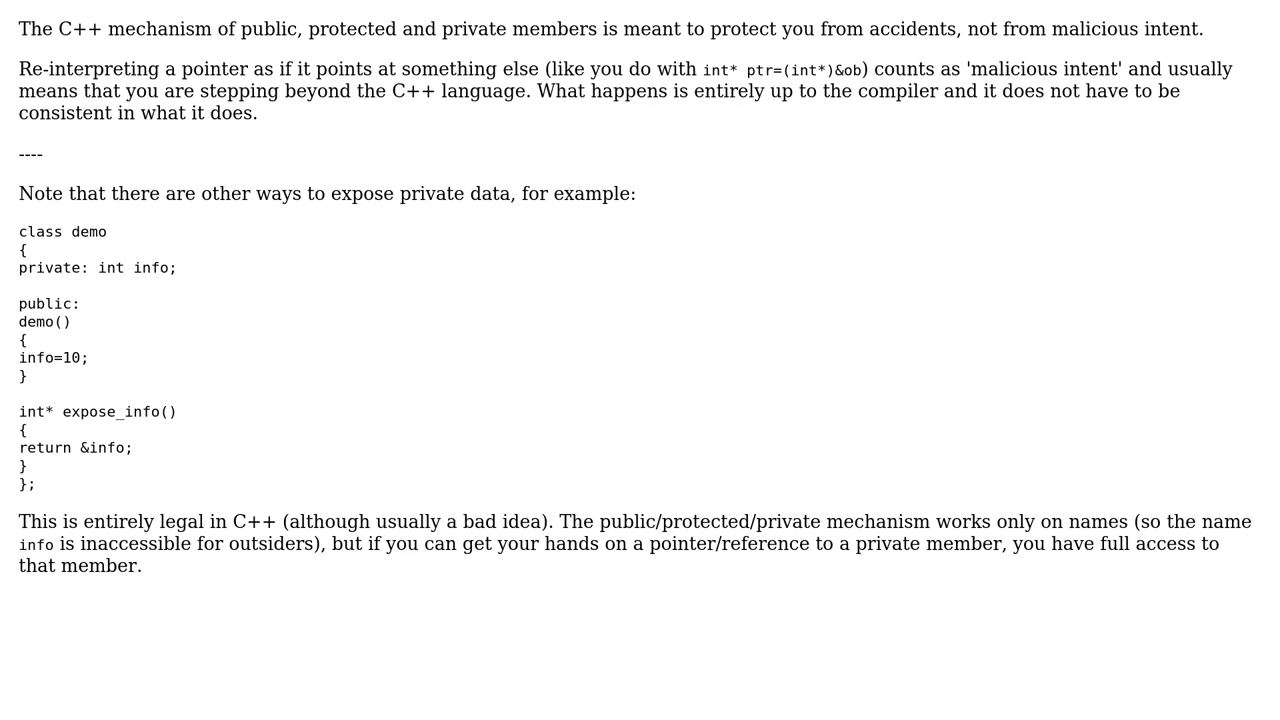 The C++ mechanism of public, protected and private members is meant to protect you from accidents, not from malicious intent.
Re-interpreting a pointer as if it points at something else (like you do with int* ptr=(int*)&ob) counts as 'malicious intent' and usually
means that you are stepping beyond the C++ language. What happens is entirely up to the compiler and it does not have to be
consistent in what it does.
----
Note that there are other ways to expose private data, for example:
class demo
{
private: int info;
public:
demo()
{
info=10;
}
int* expose_info()
{
return &info;
}
};
This is entirely legal in C++ (although usually a bad idea). The public/protected/private mechanism works only on names (so the name
info is inaccessible for outsiders), but if you can get your hands on a pointer/reference to a private member, you have full access to
that member.